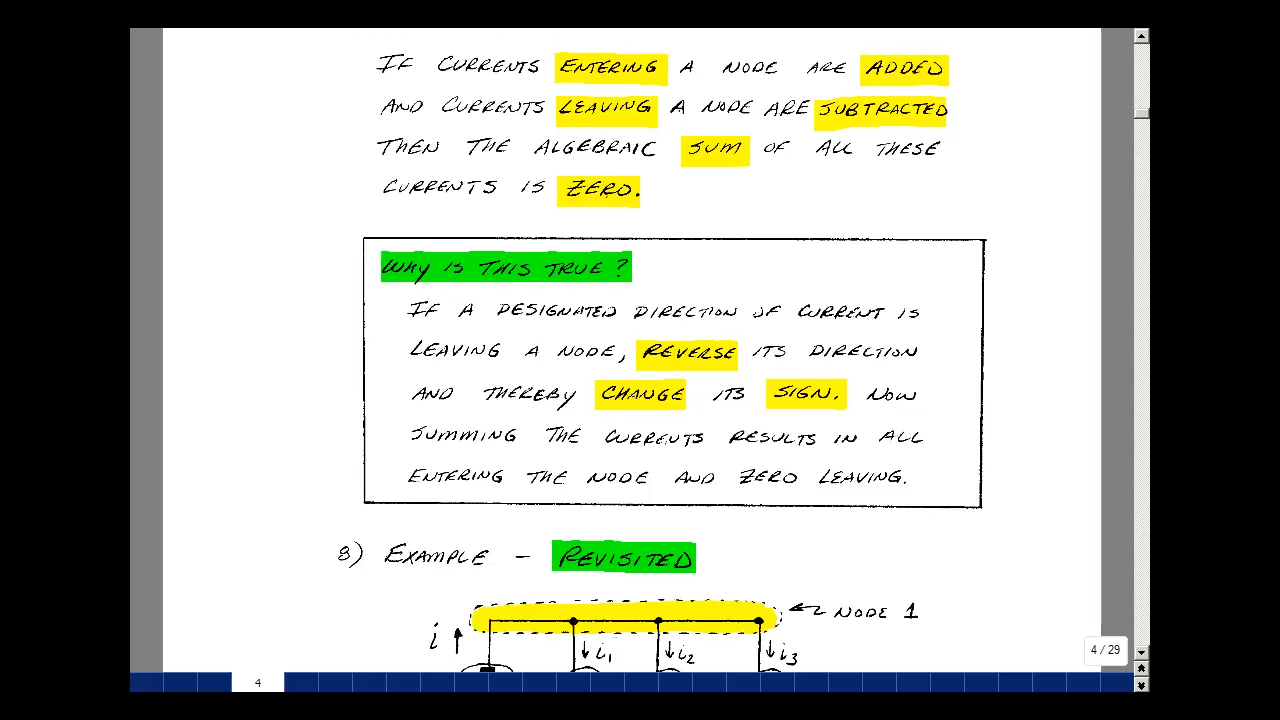 IF CURRENTS ENTERING A NODE ARE ADDED
AND CURRENTS LEAVING A NODE ARE SUBTRACTED
THEN THE ALGEBRAIC SUM OF ALL THESE
CURRENTS IS ZERO.
WHY IS THIS TRUE?
IF A DESIGNATED DIRECTION OF CURRENT IS
LEAVING A NODE, REVERSE ITS DIRECTION
AND THEREBY CHANGE ITS SIGN. NOW
SUMMING THE CURRENTS RESULTS IN ALL
ENTERING THE NODE AND ZERO LEAVING.
8) EXAMPLE - REVISITED
← NODE 1
i ↑ ↓ i₁ ↓ i₂ ↓ i₃
4 / 29
4